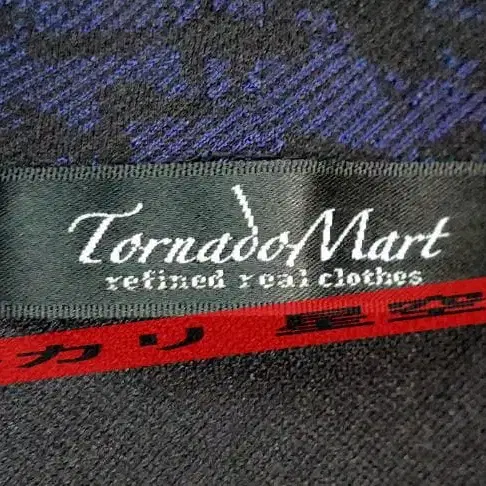 TornadoMart
refined real clothes
カリ 星空